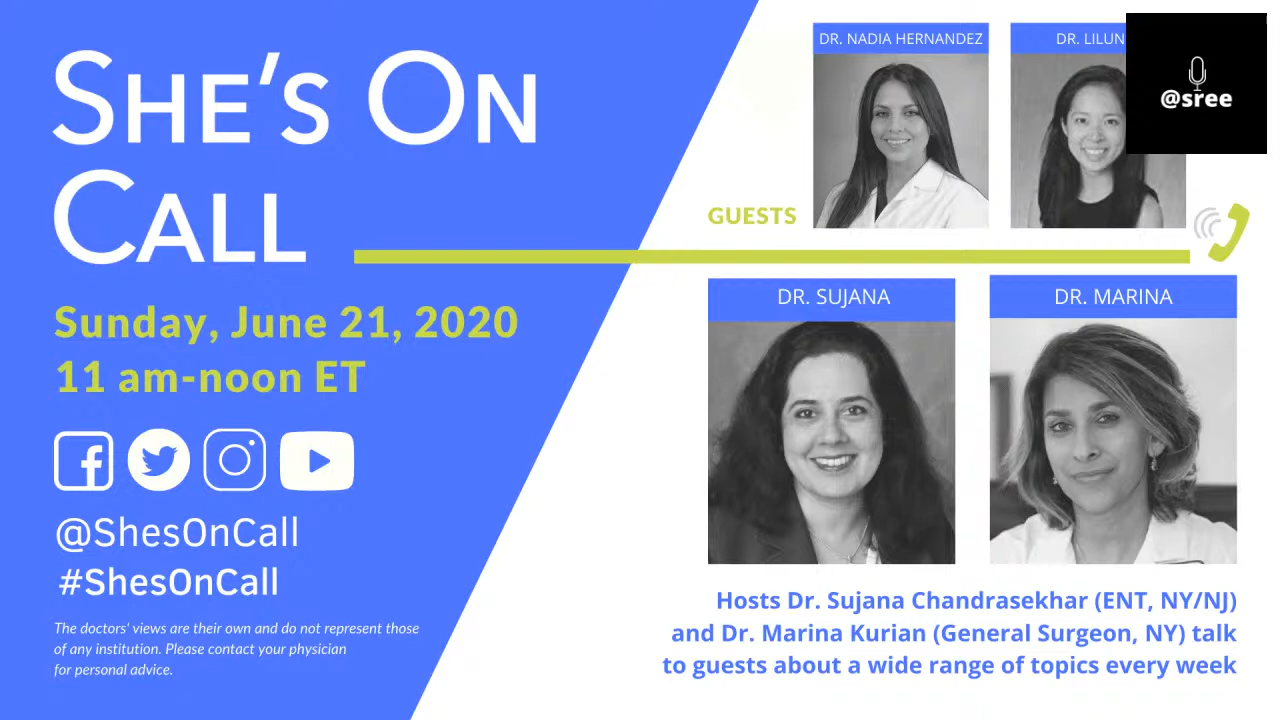 SHE'S ON
CALL
Sunday, June 21, 2020
11 am-noon ET
@ShesOnCall
#ShesOnCall
The doctors' views are their own and do not represent those
of any institution. Please contact your physician
for personal advice.
DR. NADIA HERNANDEZ
DR. LILUN
@sree
GUESTS
DR. SUJANA
DR. MARINA
Hosts Dr. Sujana Chandrasekhar (ENT, NY/NJ)
and Dr. Marina Kurian (General Surgeon, NY) talk
to guests about a wide range of topics every week